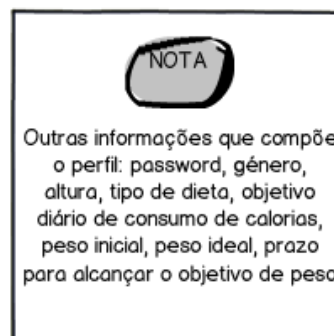 NOTA
Outras informações que compõe
o perfil: password, género,
altura, tipo de dieta, objetivo
diário de consumo de calorias,
peso inicial, peso ideal, prazo
para alcançar o objetivo de peso